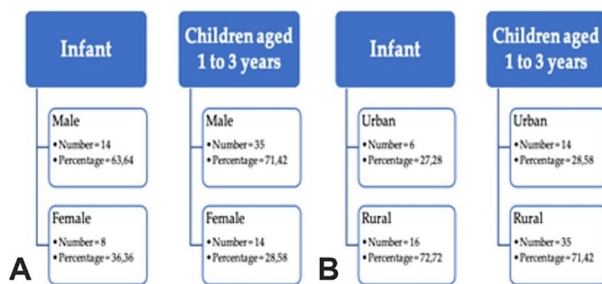 Infant
Male
• Number=14
• Percentage=63,64
Female
• Number=8
• Percentage=36,36
Children aged
1 to 3 years
Male
• Number=35
• Percentage=71,42
Female
• Number=14
• Percentage=28,58
A
Infant
Urban
• Number=6
• Percentage=27,28
Rural
• Number=16
• Percentage=72,72
Children aged
1 to 3 years
Urban
• Number=14
• Percentage=28,58
Rural
• Number=35
• Percentage=71,42
B